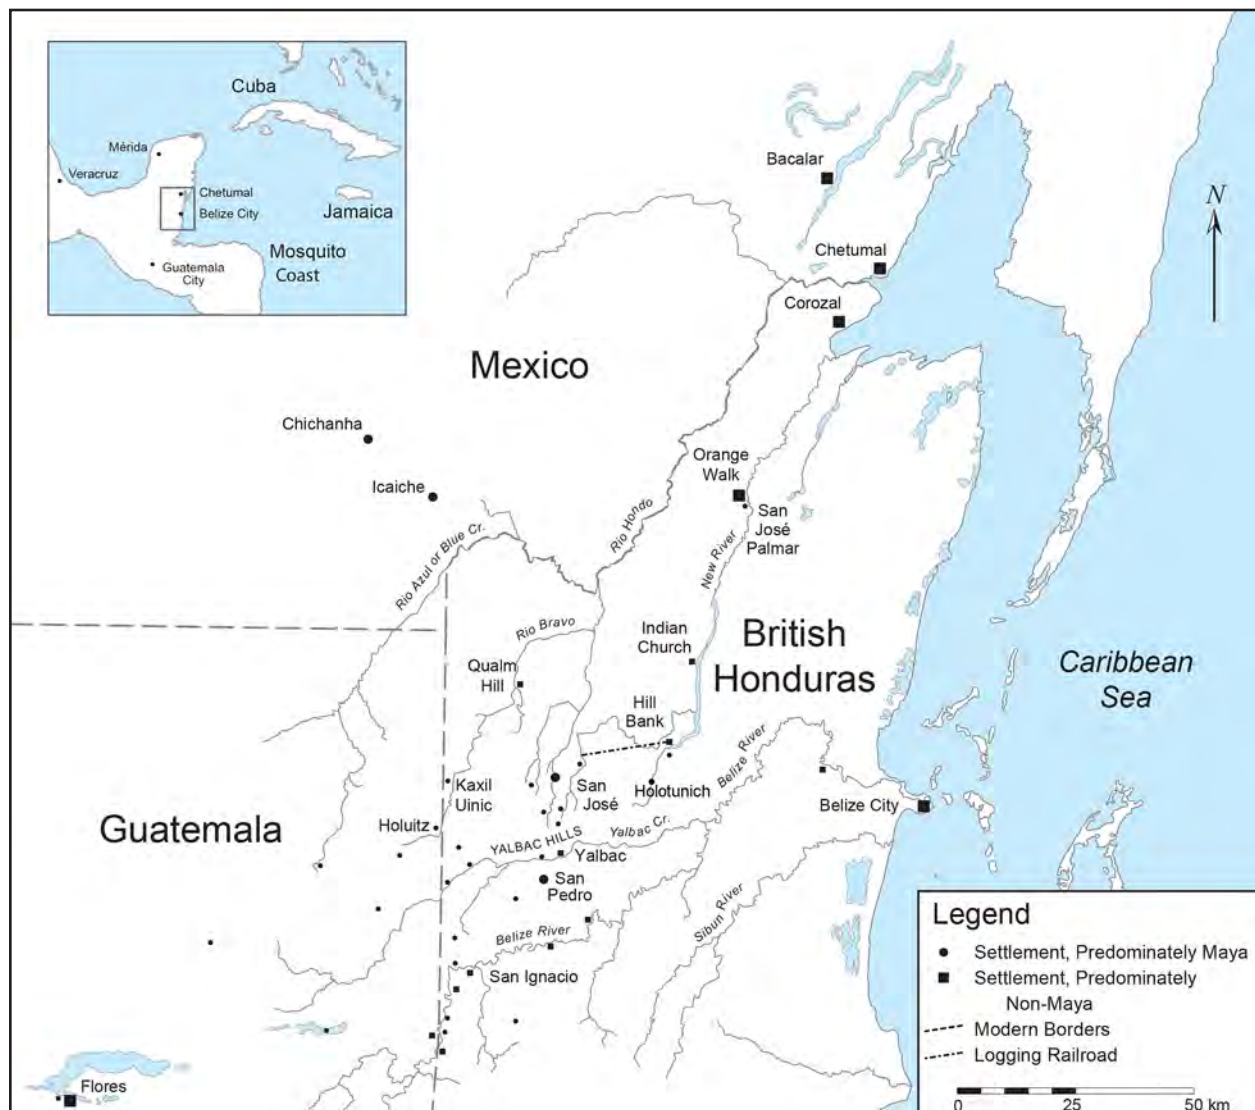 Cuba
Mérida
Veracruz
Chetumal
Belize City
Jamaica
Mosquito
Coast
Guatemala
City
Bacalar
N
Chetumal
Corozal
Mexico
Chichanha
Icaiche
Orange
Walk
San
José
Palmar
Rio Hondo
Rio Azul or Blue Cr.
New River
Rio Bravo
Indian
Church
British
Honduras
Qualm
Hill
Caribbean
Sea
Hill
Bank
Belize River
Kaxil
Uinic
San
José
Holotunich
Belize City
Guatemala
Holuitz
YALBAC HILLS
Yalbac Cr.
Yalbac
San
Pedro
Sibun River
Belize River
San Ignacio
Flores
Legend
Settlement, Predominately Maya
Settlement, Predominately
Non-Maya
Modern Borders
Logging Railroad
0 25 50 km